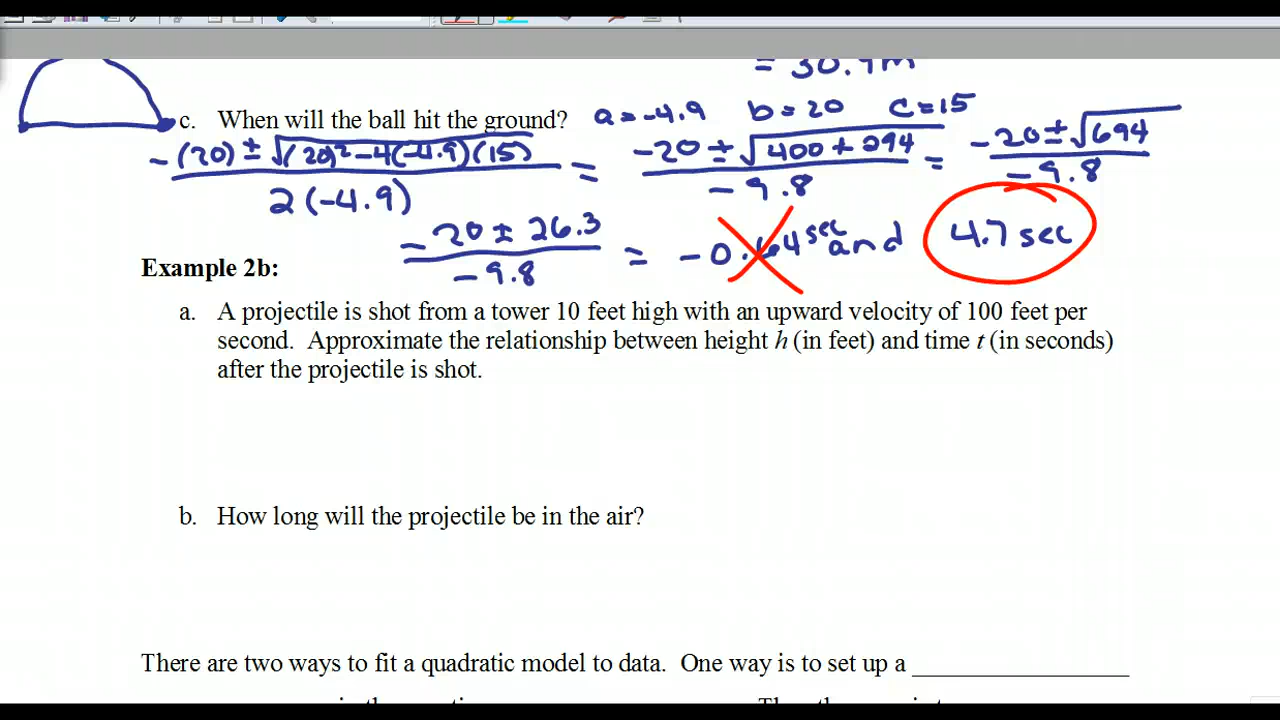 = 30.4m
c. When will the ball hit the ground? a = -4.9 b = 20 c = 15
-(20) ± √(20)² - 4(-4.9)(15) / 2(-4.9) = -20 ± √400 + 294 / -9.8 = -20 ± √694 / -9.8
-20 ± 26.3 / -9.8 = -0.64 sec and 4.7 sec
Example 2b:
a. A projectile is shot from a tower 10 feet high with an upward velocity of 100 feet per
second. Approximate the relationship between height h (in feet) and time t (in seconds)
after the projectile is shot.
b. How long will the projectile be in the air?
There are two ways to fit a quadratic model to data. One way is to set up a ____________